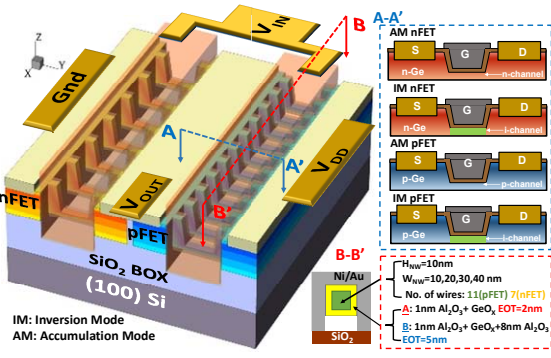 V_IN
B
Z
Y
X
Gnd
A
A'
V_DD
V_OUT
B'
nFET
pFET
SiO₂ BOX
(100) Si
IM: Inversion Mode
AM: Accumulation Mode
A-A'
AM nFET
S
G
D
n-Ge
n-channel
IM nFET
S
G
D
n-Ge
i-channel
AM pFET
S
G
D
p-Ge
p-channel
IM pFET
S
G
D
p-Ge
i-channel
B-B'
Ni/Au
SiO₂
H_NW=10nm
W_NW=10,20,30,40 nm
No. of wires: 11(pFET) 7(nFET)
A: 1nm Al₂O₃+ GeOₓ EOT=2nm
B: 1nm Al₂O₃+ GeOₓ+8nm Al₂O₃
EOT=5nm